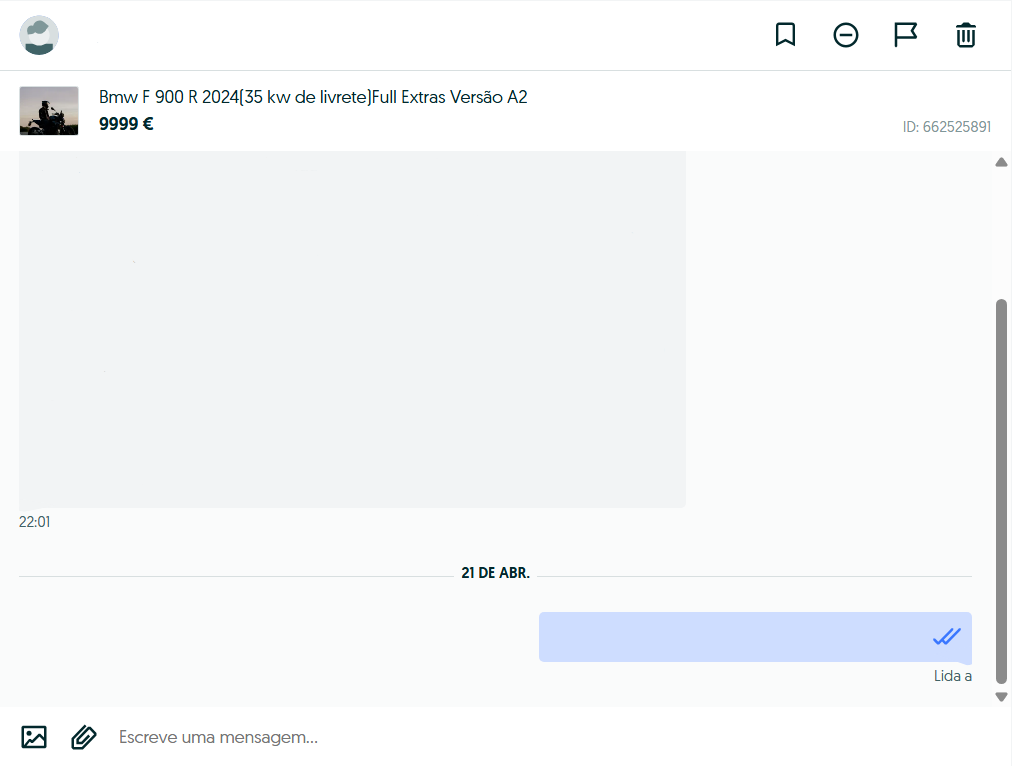 Bmw F 900 R 2024(35 kw de livrete)Full Extras Versão A2
9999 €
ID: 662525891
22:01
21 DE ABR.
Lida a
Escreve uma mensagem...